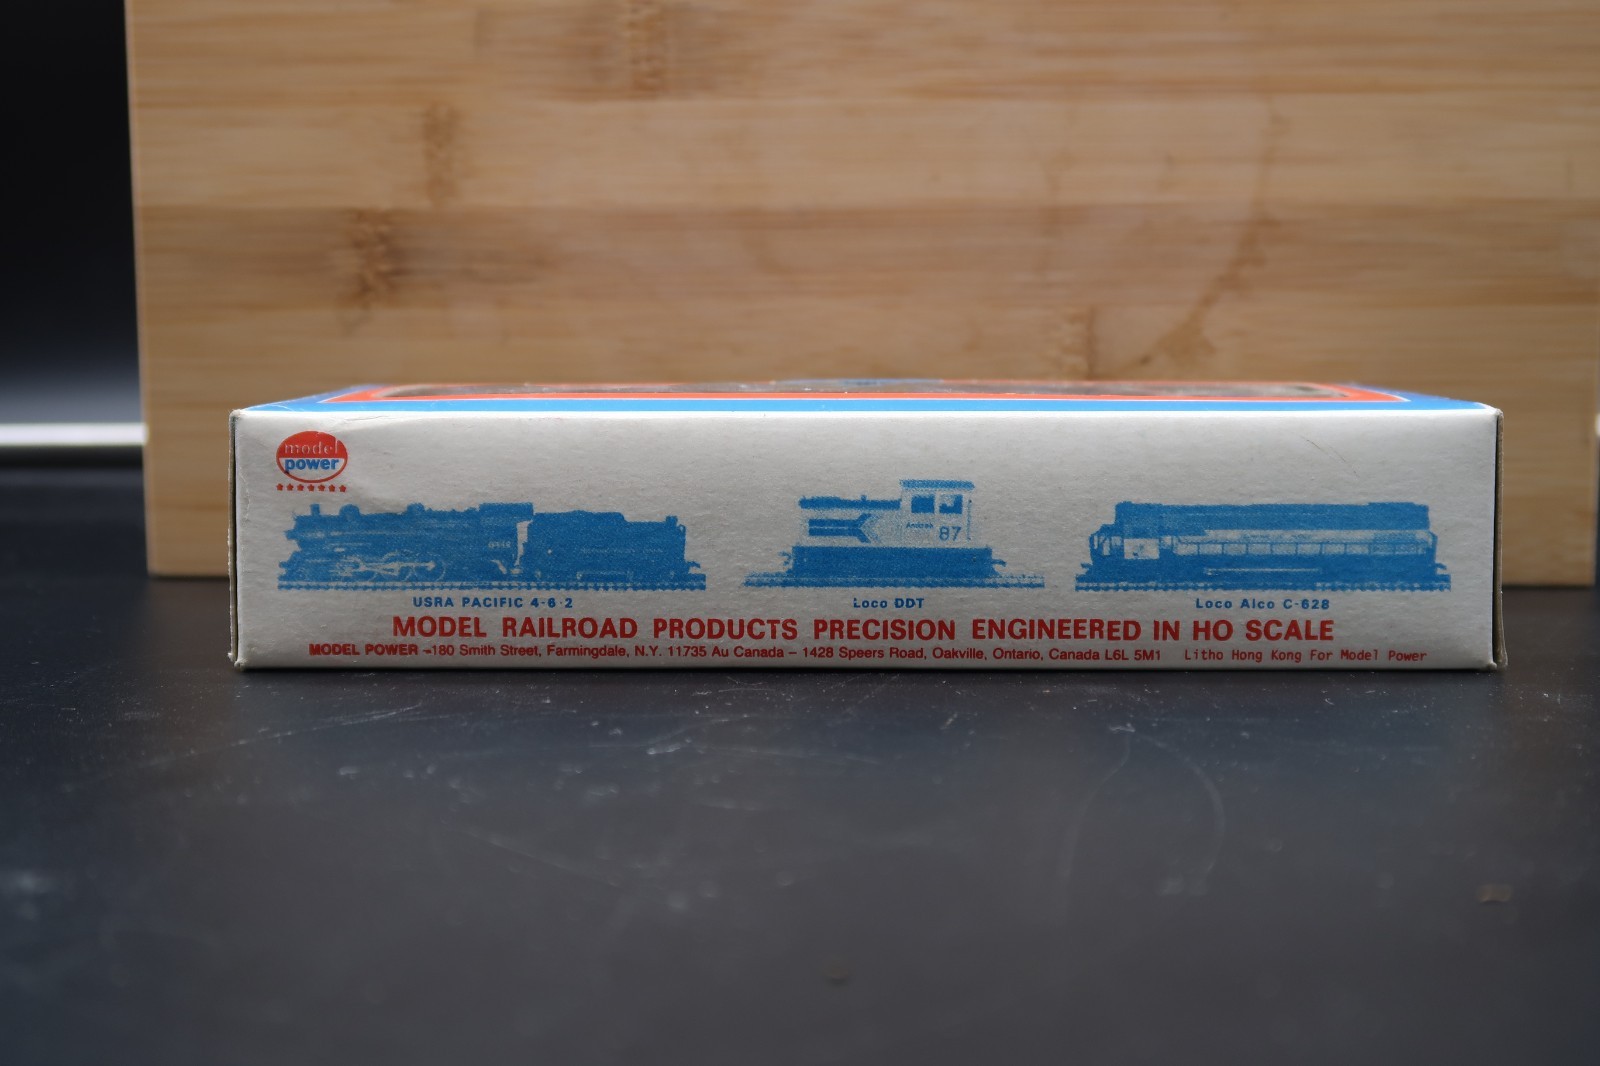 model
power
Amtrak
87
USRA PACIFIC 4-6-2
Loco DDT
Loco Alco C-628
MODEL RAILROAD PRODUCTS PRECISION ENGINEERED IN HO SCALE
MODEL POWER -180 Smith Street, Farmingdale, N.Y. 11735 Au Canada - 1428 Speers Road, Oakville, Ontario, Canada L6L 5M1 Litho Hong Kong For Model Power